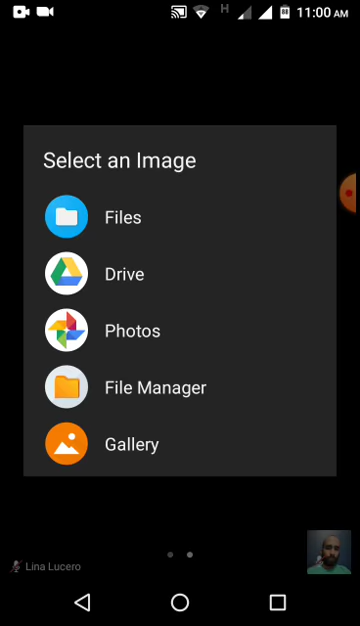 H 11:00 AM
Select an Image
Files
Drive
Photos
File Manager
Gallery
Lina Lucero